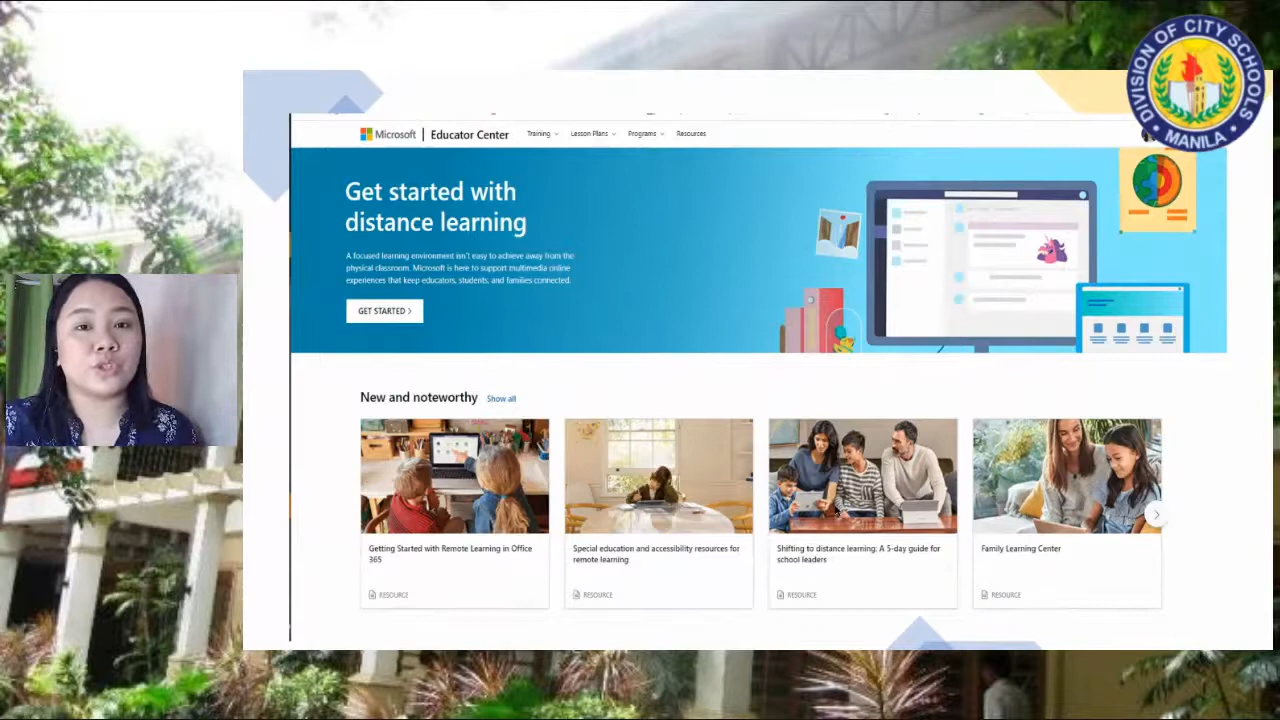 DIVISION OF CITY SCHOOLS
• MANILA •
Microsoft | Educator Center Training Lesson Plans Programs Resources
Get started with
distance learning
A focused learning environment isn't easy to achieve away from the
physical classroom. Microsoft is here to support multimedia online
experiences that keep educators, students, and families connected.
GET STARTED >
New and noteworthy Show all
Getting Started with Remote Learning in Office
365
RESOURCE
Special education and accessibility resources for
remote learning
RESOURCE
Shifting to distance learning: A 5-day guide for
school leaders
RESOURCE
Family Learning Center
RESOURCE